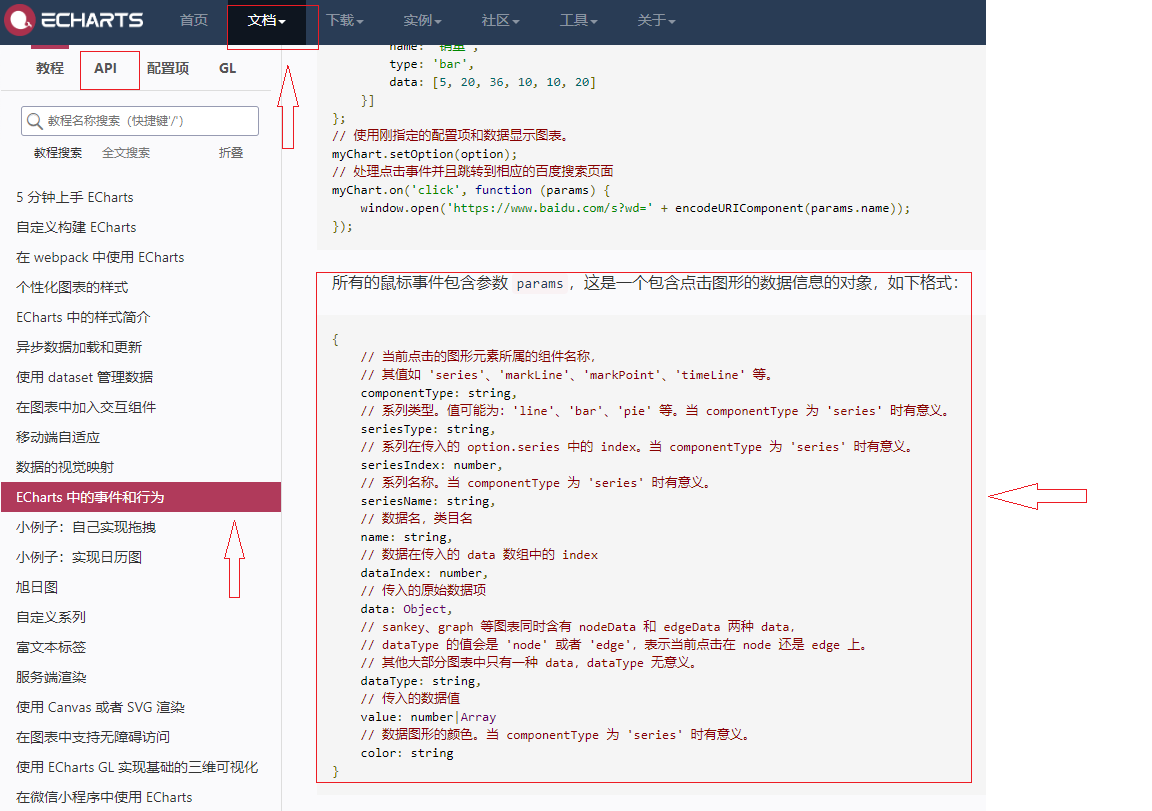 ECHARTS 首页 文档 下载 实例 社区 工具 关于
教程 API 配置项 GL
教程名称搜索（快捷键'/'）
教程搜索 全文搜索 折叠
5 分钟上手 ECharts
自定义构建 ECharts
在 webpack 中使用 ECharts
个性化图表的样式
ECharts 中的样式简介
异步数据加载和更新
使用 dataset 管理数据
在图表中加入交互组件
移动端自适应
数据的视觉映射
ECharts 中的事件和行为
小例子：自己实现拖拽
小例子：实现日历图
旭日图
自定义系列
富文本标签
服务端渲染
使用 Canvas 或者 SVG 渲染
在图表中支持无障碍访问
使用 ECharts GL 实现基础的三维可视化
在微信小程序中使用 ECharts
name: '销量',
type: 'bar',
data: [5, 20, 36, 10, 10, 20]
}]
};
// 使用刚指定的配置项和数据显示图表。
myChart.setOption(option);
// 处理点击事件并且跳转到相应的百度搜索页面
myChart.on('click', function (params) {
window.open('https://www.baidu.com/s?wd=' + encodeURIComponent(params.name));
});
所有的鼠标事件包含参数 params，这是一个包含点击图形的数据信息的对象，如下格式：
{
// 当前点击的图形元素所属的组件名称，
// 其值如 'series'、'markLine'、'markPoint'、'timeLine' 等。
componentType: string,
// 系列类型。值可能为：'line'、'bar'、'pie' 等。当 componentType 为 'series' 时有意义。
seriesType: string,
// 系列在传入的 option.series 中的 index。当 componentType 为 'series' 时有意义。
seriesIndex: number,
// 系列名称。当 componentType 为 'series' 时有意义。
seriesName: string,
// 数据名，类目名
name: string,
// 数据在传入的 data 数组中的 index
dataIndex: number,
// 传入的原始数据项
data: Object,
// sankey、graph 等图表同时含有 nodeData 和 edgeData 两种 data，
// dataType 的值会是 'node' 或者 'edge'，表示当前点击在 node 还是 edge 上。
// 其他大部分图表中只有一种 data，dataType 无意义。
dataType: string,
// 传入的数据值
value: number|Array
// 数据图形的颜色。当 componentType 为 'series' 时有意义。
color: string
}